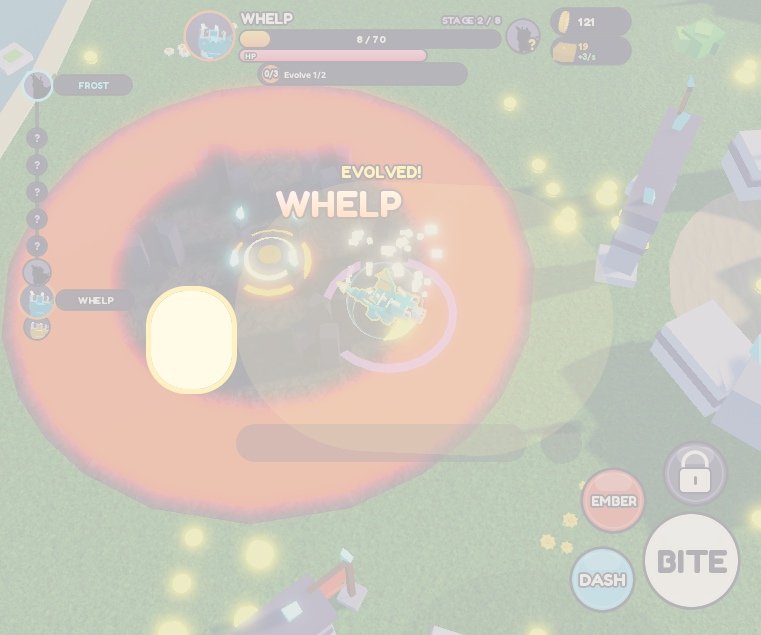 WHELP
STAGE 2 / 8
8 / 70
HP
0/3 Evolve 1/2
?
121
19
+3/s
FROST
?
?
?
?
?
WHELP
EVOLVED!
WHELP
EMBER
DASH
BITE